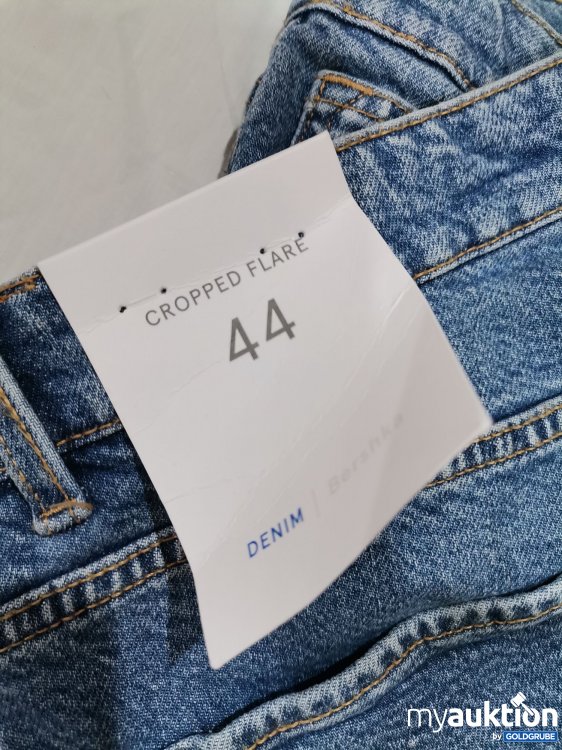 CROPPED FLARE
44
DENIM | Bershka
myauktion
by GOLDGRUBE